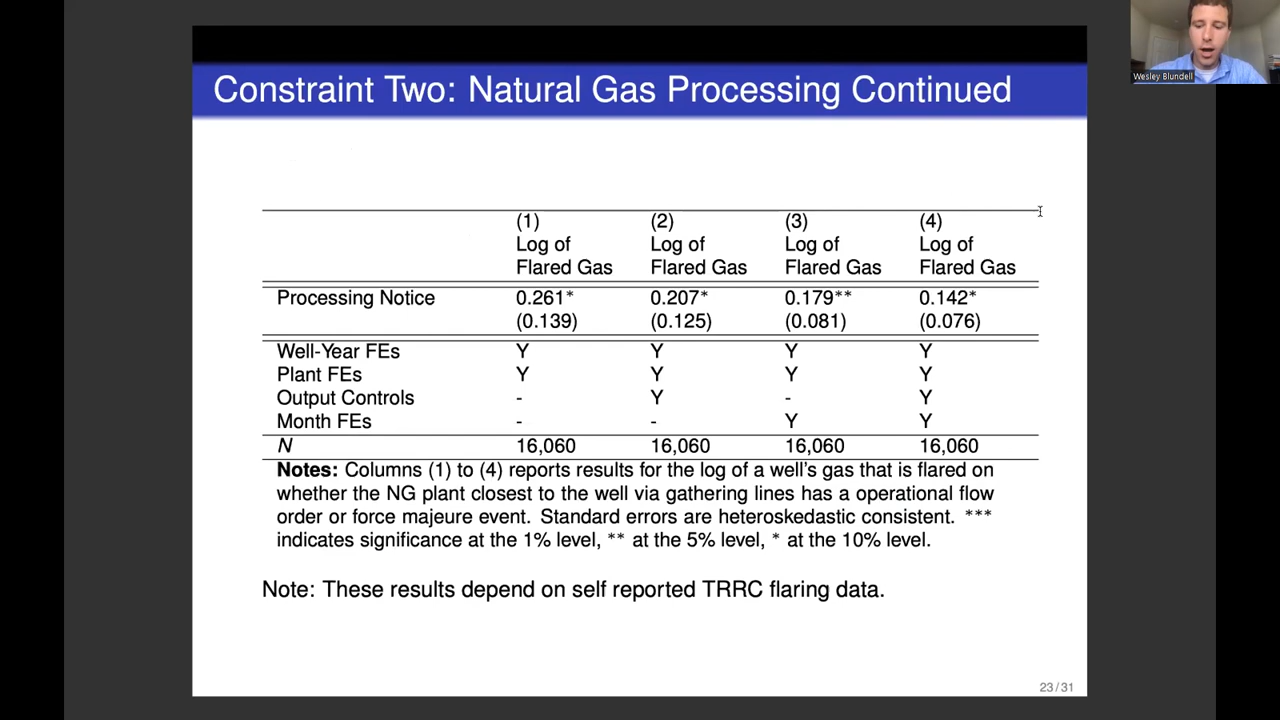 Wesley Blundell
Constraint Two: Natural Gas Processing Continued
(1) (2) (3) (4)
Log of Log of Log of Log of
Flared Gas Flared Gas Flared Gas Flared Gas
Processing Notice 0.261* 0.207* 0.179** 0.142*
(0.139) (0.125) (0.081) (0.076)
Well-Year FEs Y Y Y Y
Plant FEs Y Y Y Y
Output Controls - Y - Y
Month FEs - - Y Y
N 16,060 16,060 16,060 16,060
Notes: Columns (1) to (4) reports results for the log of a well's gas that is flared on
whether the NG plant closest to the well via gathering lines has a operational flow
order or force majeure event. Standard errors are heteroskedastic consistent. ***
indicates significance at the 1% level, ** at the 5% level, * at the 10% level.
Note: These results depend on self reported TRRC flaring data.
23/31